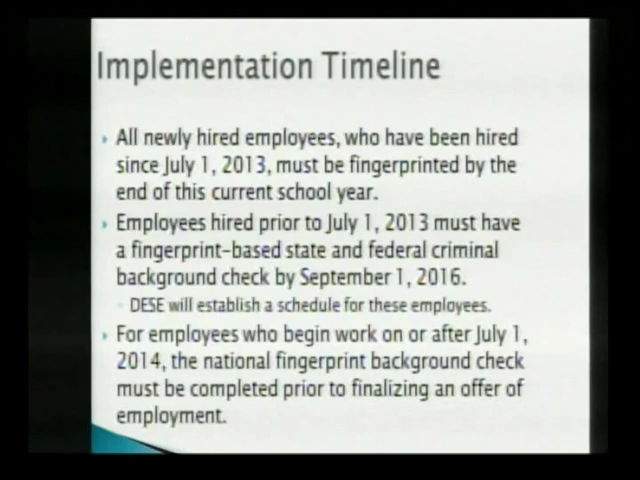 Implementation Timeline
All newly hired employees, who have been hired
since July 1, 2013, must be fingerprinted by the
end of this current school year.
Employees hired prior to July 1, 2013 must have
a fingerprint-based state and federal criminal
background check by September 1, 2016.
DESE will establish a schedule for these employees.
For employees who begin work on or after July 1,
2014, the national fingerprint background check
must be completed prior to finalizing an offer of
employment.